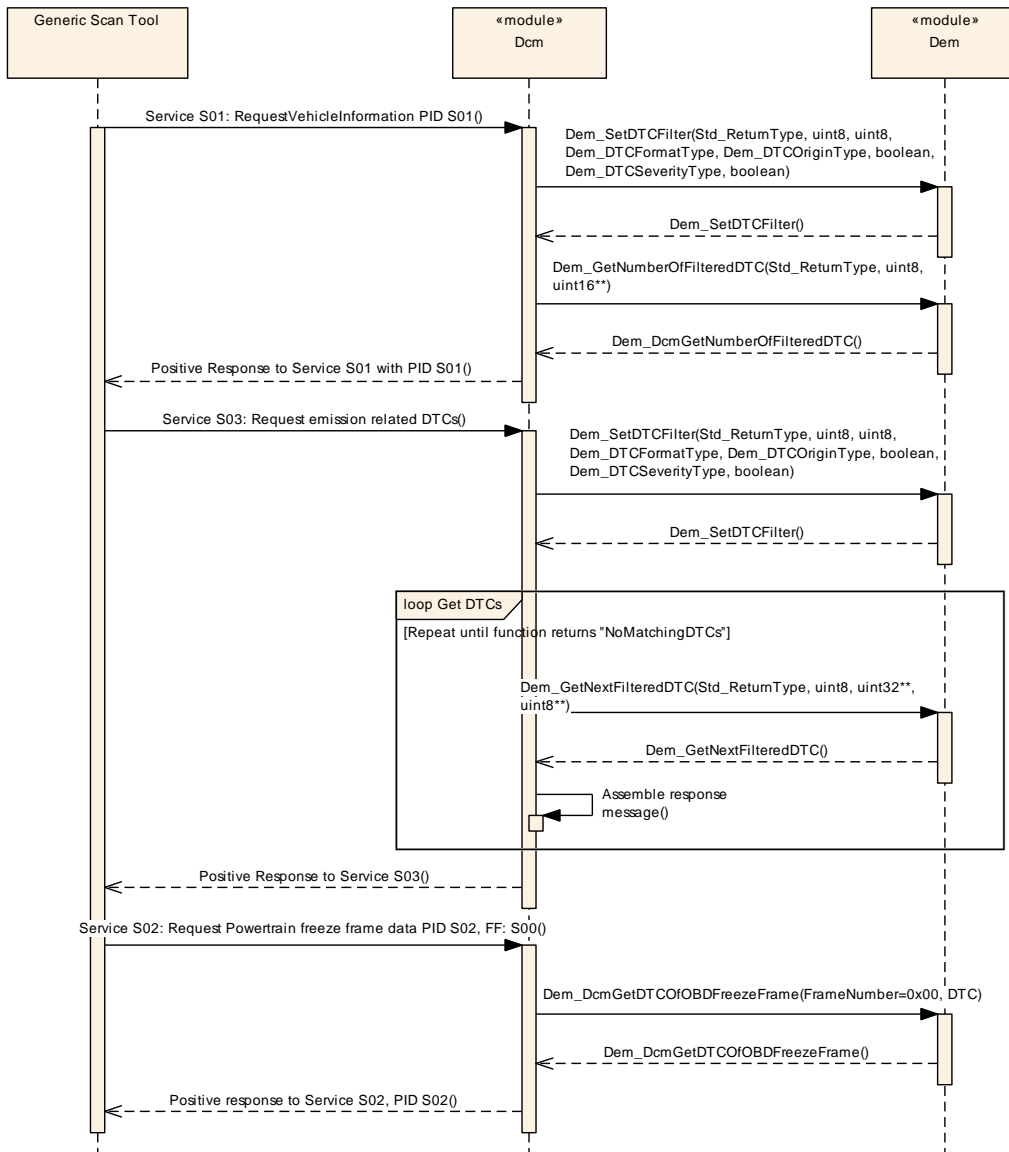 Generic Scan Tool
«module»
Dcm
«module»
Dem
Service S01: RequestVehicleInformation PID S01()
Dem_SetDTCFilter(Std_ReturnType, uint8, uint8,
Dem_DTCFormatType, Dem_DTCOriginType, boolean,
Dem_DTCSeverityType, boolean)
Dem_SetDTCFilter()
Dem_GetNumberOfFilteredDTC(Std_ReturnType, uint8,
uint16**)
Dem_DcmGetNumberOfFilteredDTC()
Positive Response to Service S01 with PID S01()
Service S03: Request emission related DTCs()
Dem_SetDTCFilter(Std_ReturnType, uint8, uint8,
Dem_DTCFormatType, Dem_DTCOriginType, boolean,
Dem_DTCSeverityType, boolean)
Dem_SetDTCFilter()
loop Get DTCs
[Repeat until function returns "NoMatchingDTCs"]
Dem_GetNextFilteredDTC(Std_ReturnType, uint8, uint32**,
uint8**)
Dem_GetNextFilteredDTC()
Assemble response
message()
Positive Response to Service S03()
Service S02: Request Powertrain freeze frame data PID S02, FF: S00()
Dem_DcmGetDTCOfOBDFreezeFrame(FrameNumber=0x00, DTC)
Dem_DcmGetDTCOfOBDFreezeFrame()
Positive response to Service S02, PID S02()